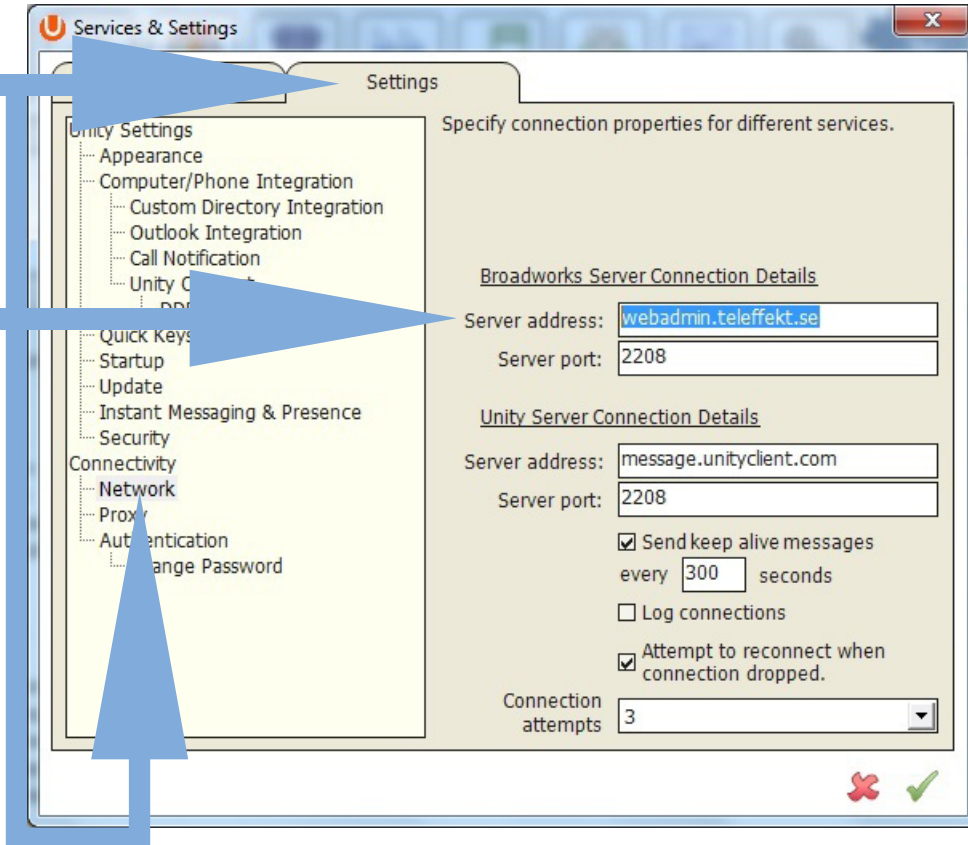 Services & Settings
Settings
Unity Settings
Appearance
Computer/Phone Integration
Custom Directory Integration
Outlook Integration
Call Notification
Unity
Quick Keys
Startup
Update
Instant Messaging & Presence
Security
Connectivity
Network
Proxy
Authentication
Change Password
Specify connection properties for different services.
Broadworks Server Connection Details
Server address: webadmin.teleffekt.se
Server port: 2208
Unity Server Connection Details
Server address: message.unityclient.com
Server port: 2208
Send keep alive messages
every 300 seconds
Log connections
Attempt to reconnect when
connection dropped.
Connection
attempts 3